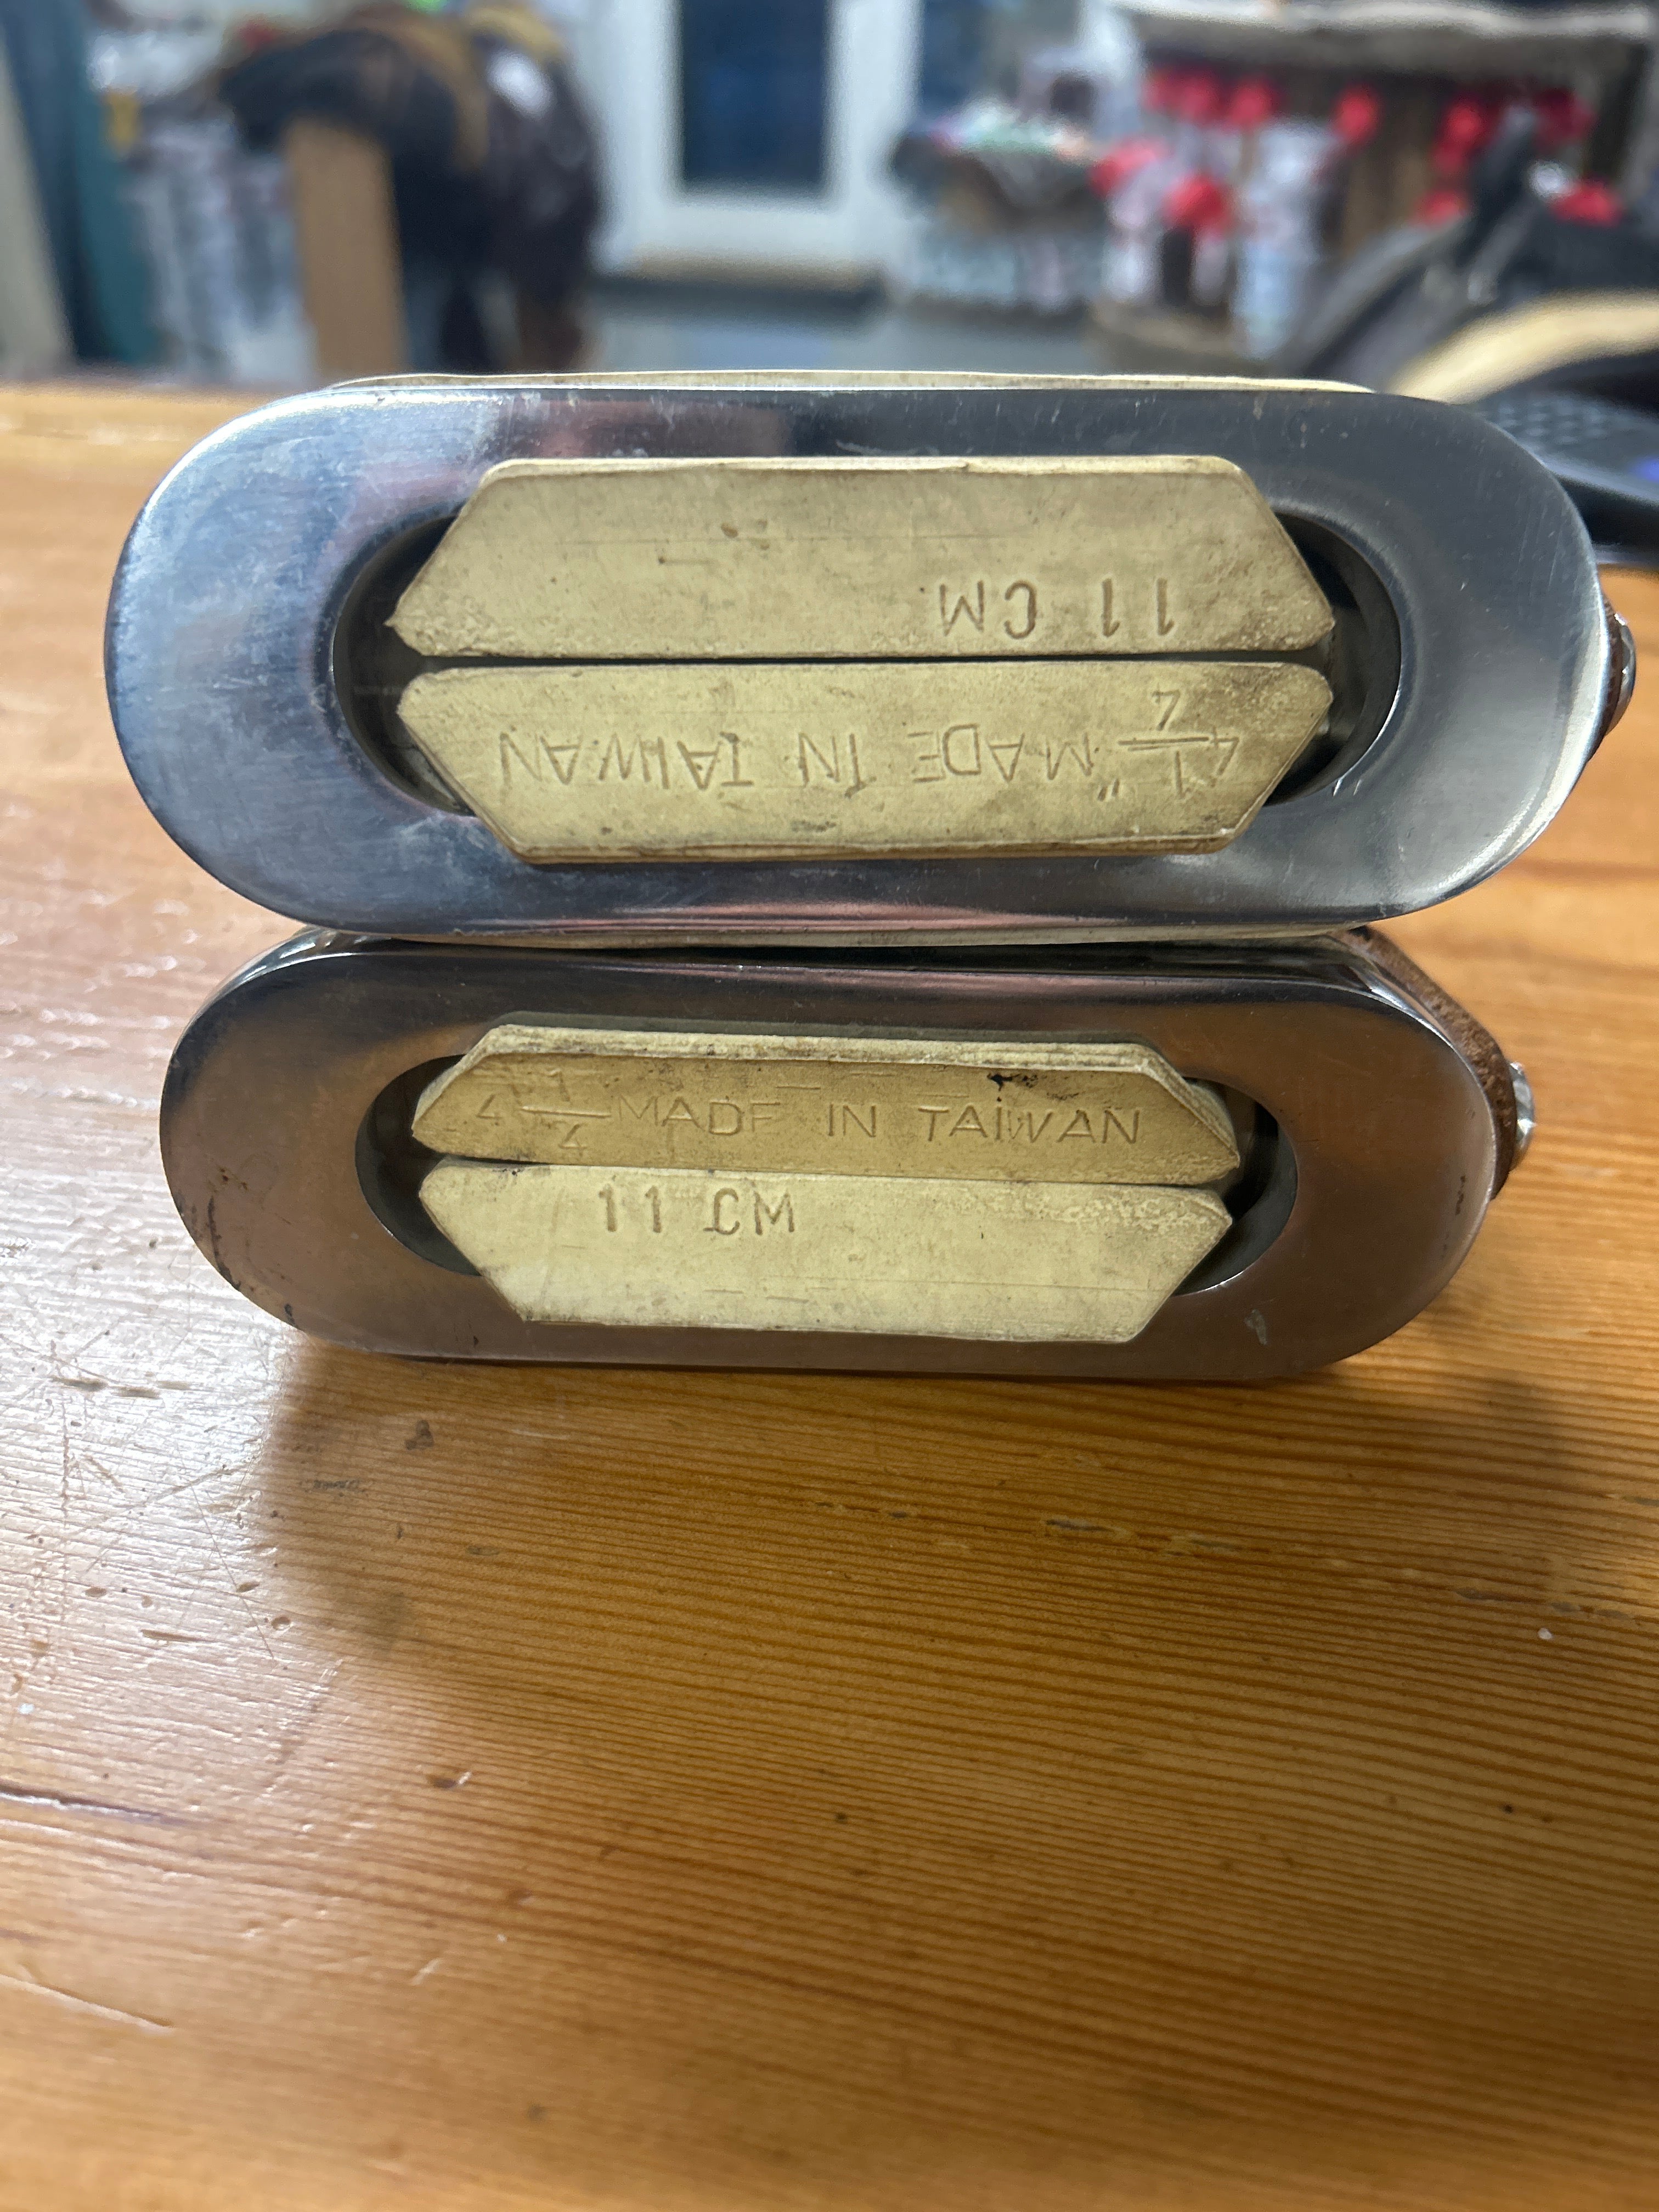 11 CM
4 1/4" MADE IN TAIWAN
4 1/4 MADE IN TAIWAN
11 CM